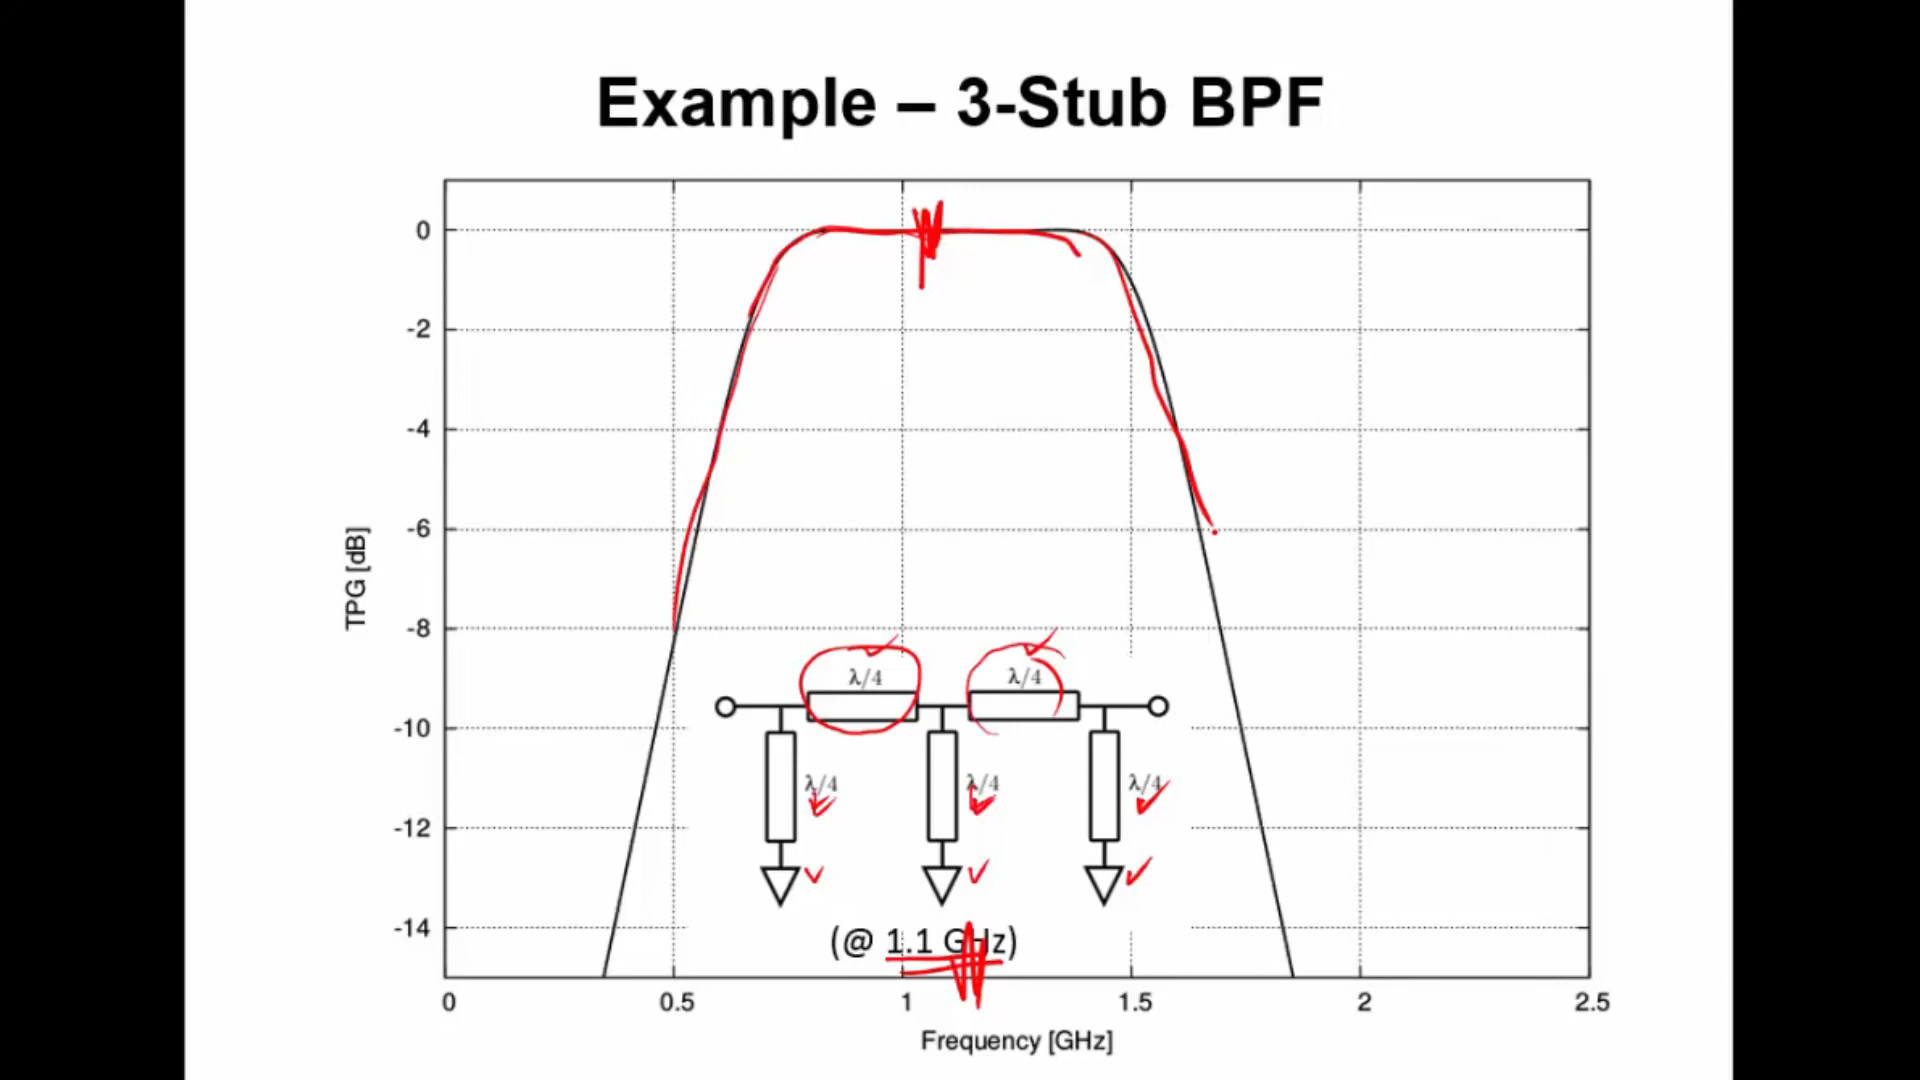 Example – 3-Stub BPF
0
-2
-4
-6
-8
-10
-12
-14
TPG [dB]
λ/4 λ/4
λ/4 λ/4 λ/4
(@ 1.1 GHz)
0 0.5 1 1.5 2 2.5
Frequency [GHz]